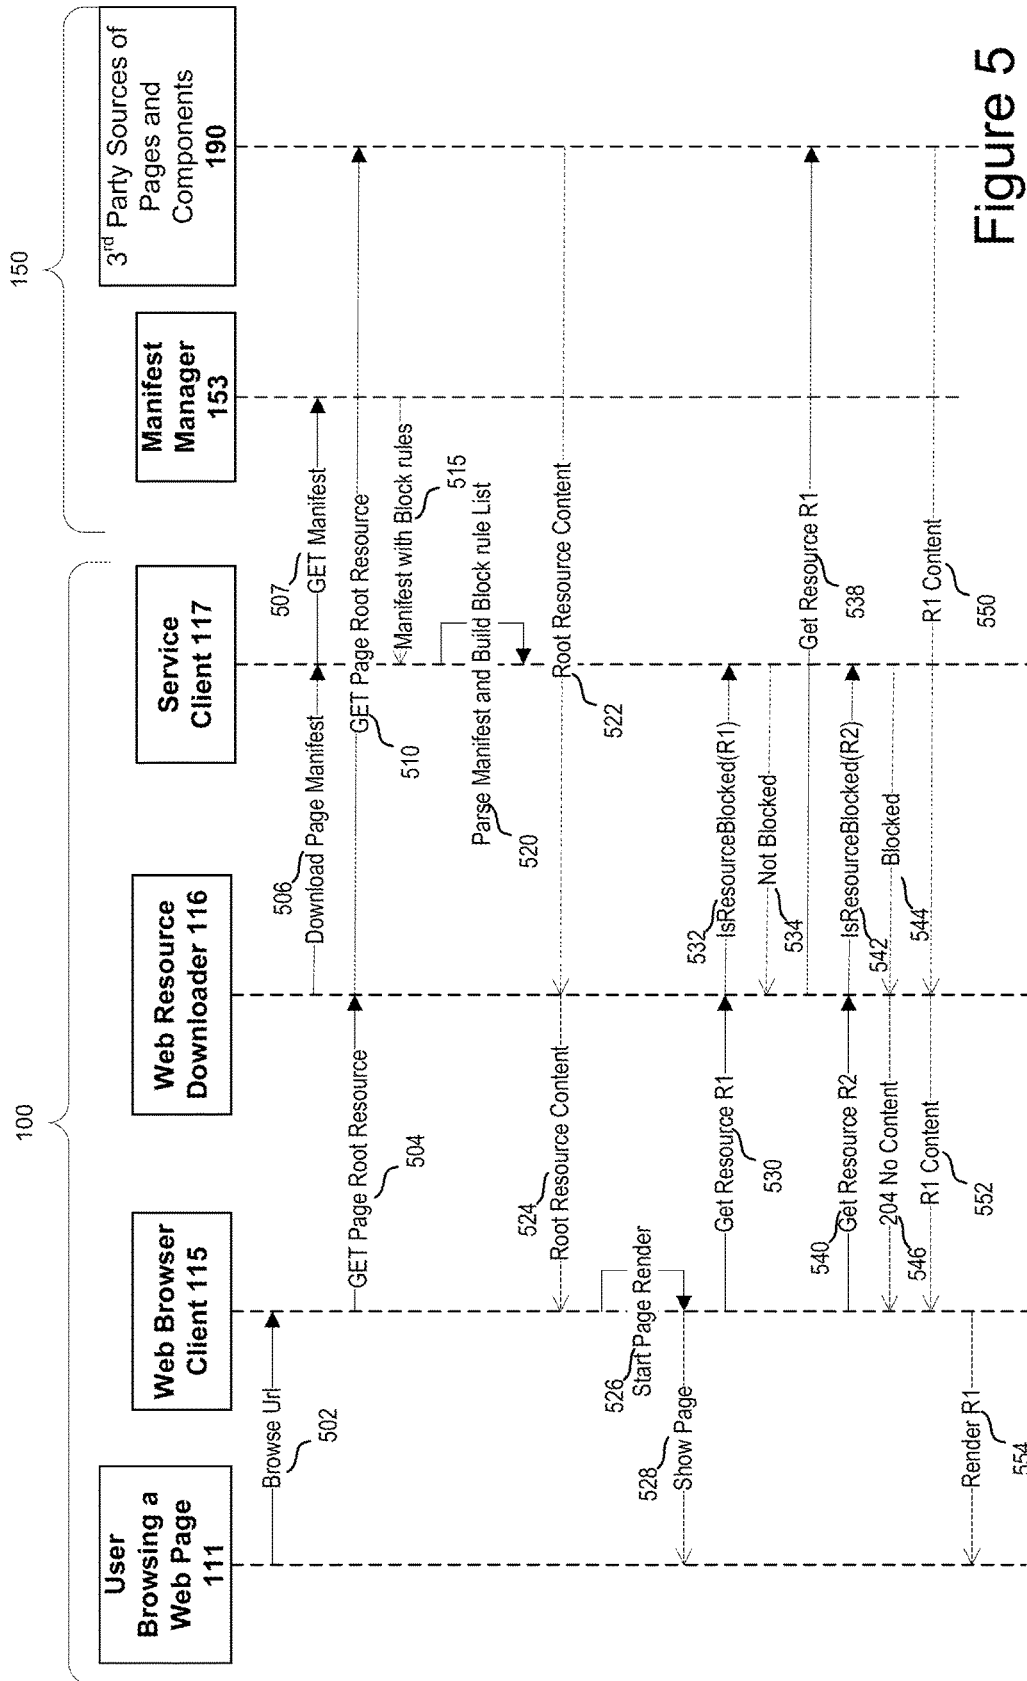 100
150
User
Browsing a
Web Page
111
Web Browser
Client 115
Web Resource
Downloader 116
Service
Client 117
Manifest
Manager
153
3rd Party Sources of
Pages and
Components
190
Browse Url
502
506
Download Page Manifest
507
GET Manifest
GET Page Root Resource
504
GET Page Root Resource
510
Manifest with Block rules
515
Parse Manifest and Build Block rule List
520
Root Resource Content
522
524
Root Resource Content
526
Start Page Render
528
Show Page
Get Resource R1
530
532
IsResourceBlocked(R1)
Not Blocked
534
Get Resource R1
538
540
Get Resource R2
IsResourceBlocked(R2)
542
Blocked
544
204 No Content
546
R1 Content
550
R1 Content
552
Render R1
554
Figure 5